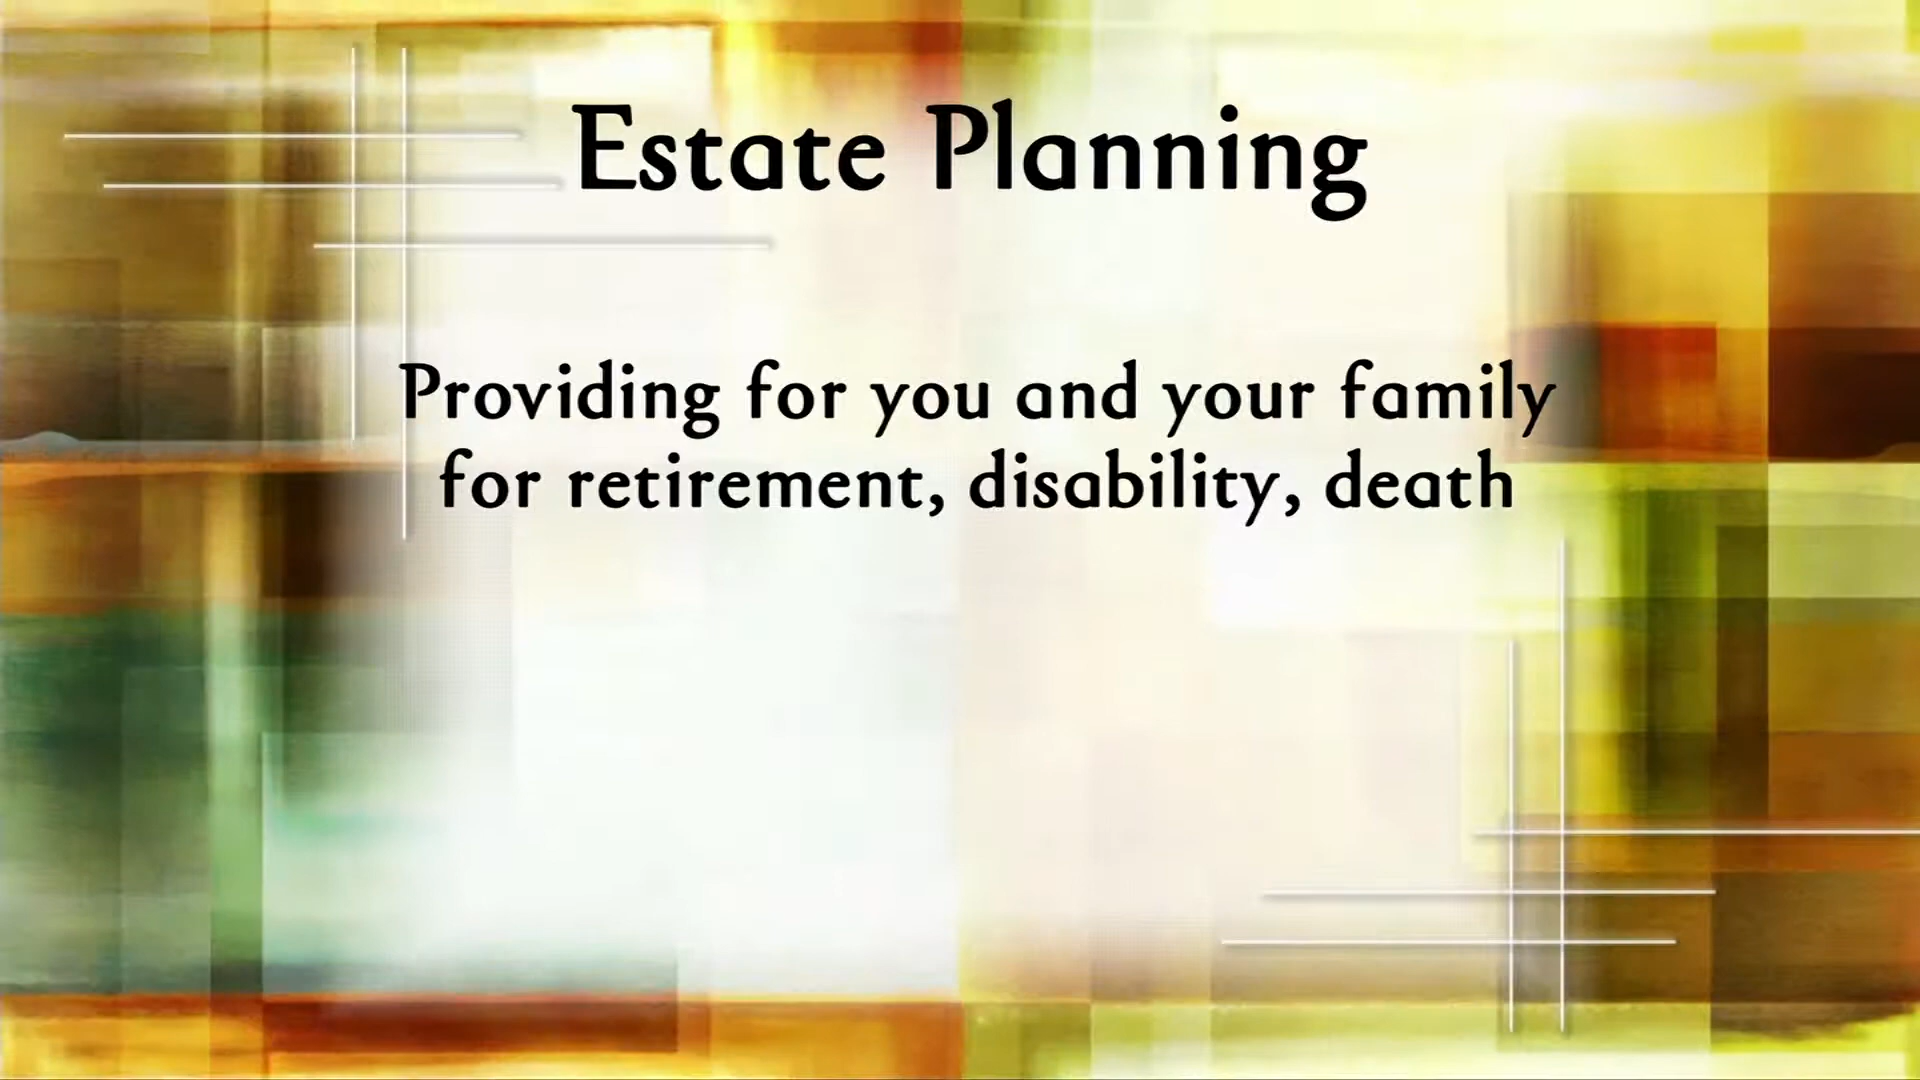 Estate Planning
Providing for you and your family
for retirement, disability, death